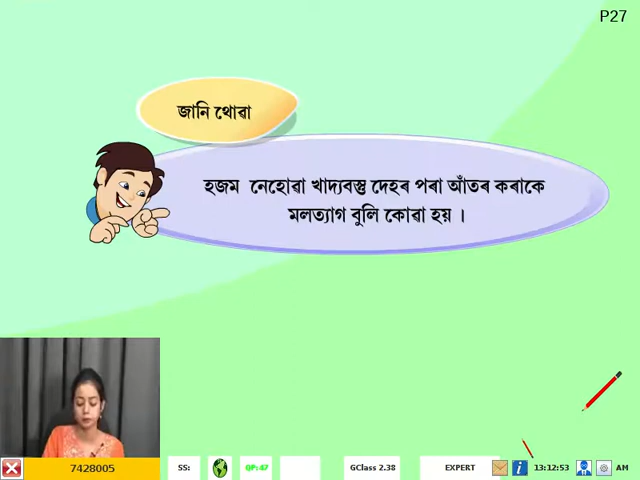 P27
জানি থোৱা
হজম নেহোৱা খাদ্যবস্তু দেহৰ পৰা আঁতৰ কৰাকে
মলত্যাগ বুলি কোৱা হয় ।
7428005 SS: QP:47 GClass 2.38 EXPERT 13:12:53 AM